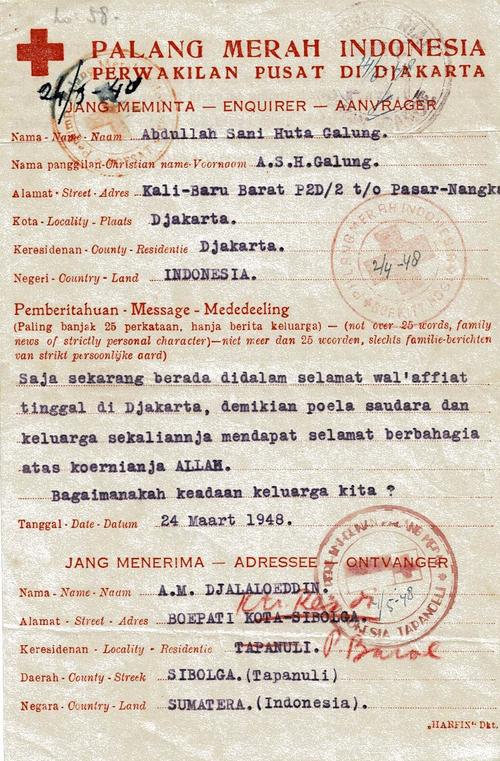 PALANG MERAH INDONESIA
PERWAKILAN PUSAT DI DJAKARTA
24/3-48
JANG MEMINTA — ENQUIRER — AANVRAGER
Nama - Name - Naam Abdullah Sani Huta Galung.
Nama panggilan - Christian name - Voornaam A.S.H.Galung.
Alamat - Street - Adres Kali-Baru Barat P2D/2 t/o Pasar-Nangka
Kota - Locality - Plaats Djakarta.
Keresidenan - County - Residentie Djakarta.
Negeri - Country - Land INDONESIA.
2/4-48
Pemberitahuan - Message - Mededeeling
(Paling banjak 25 perkataan, hanja berita keluarga) — (not over 25 words, family
news of strictly personal character)—niet meer dan 25 woorden, slechts familie-berichten
van strikt persoonlijke aard)
Saja sekarang berada didalam selamat wal'affiat
tinggal di Djakarta, demikian poela saudara dan
keluarga sekaliannja mendapat selamat berbahagia
atas koernianja ALLAH.
Bagaimanakah keadaan keluarga kita ?
Tanggal - Date - Datum 24 Maart 1948.
JANG MENERIMA - ADRESSEE - ONTVANGER
Nama - Name - Naam A.M. DJALALOEDDIN.
Alamat - Street - Adres BOEPATI KOTA-SIBOLGA.
Keresidenan - Locality - Residentie TAPANULI.
Daerah - County - Streek SIBOLGA.(Tapanuli)
Negara - Country - Land SUMATERA.(Indonesia).
TAPANULI
„HARFIX" Dkt.